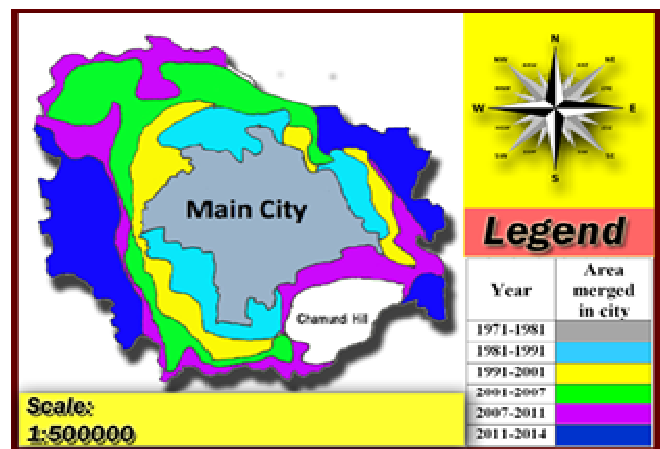 N
W
E
S
Main City
Chamund Hill
Legend
Year
Area
merged
in city
1971-1981
1981-1991
1991-2001
2001-2007
2007-2011
2011-2014
Scale:
1:500000